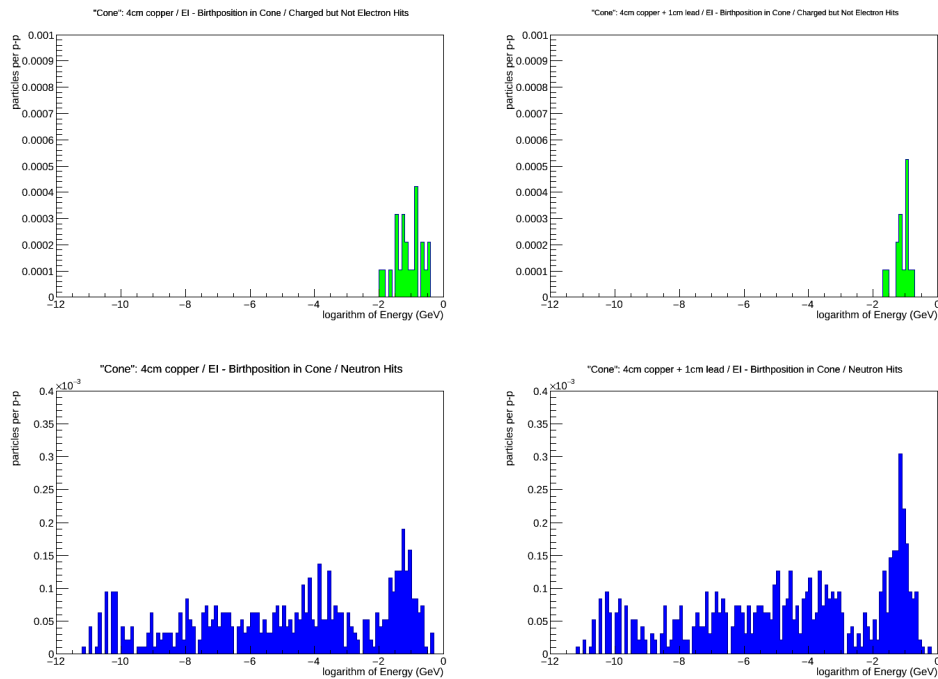 "Cone": 4cm copper / EI - Birthposition in Cone / Charged but Not Electron Hits
particles per p-p
0.001
0.0009
0.0008
0.0007
0.0006
0.0005
0.0004
0.0003
0.0002
0.0001
0
−12 −10 −8 −6 −4 −2 0
logarithm of Energy (GeV)
"Cone": 4cm copper + 1cm lead / EI - Birthposition in Cone / Charged but Not Electron Hits
particles per p-p
0.001
0.0009
0.0008
0.0007
0.0006
0.0005
0.0004
0.0003
0.0002
0.0001
0
−12 −10 −8 −6 −4 −2 0
logarithm of Energy (GeV)
"Cone": 4cm copper / EI - Birthposition in Cone / Neutron Hits
×10⁻³
particles per p-p
0.4
0.35
0.3
0.25
0.2
0.15
0.1
0.05
0
−12 −10 −8 −6 −4 −2 0
logarithm of Energy (GeV)
"Cone": 4cm copper + 1cm lead / EI - Birthposition in Cone / Neutron Hits
×10⁻³
particles per p-p
0.4
0.35
0.3
0.25
0.2
0.15
0.1
0.05
0
−12 −10 −8 −6 −4 −2 0
logarithm of Energy (GeV)